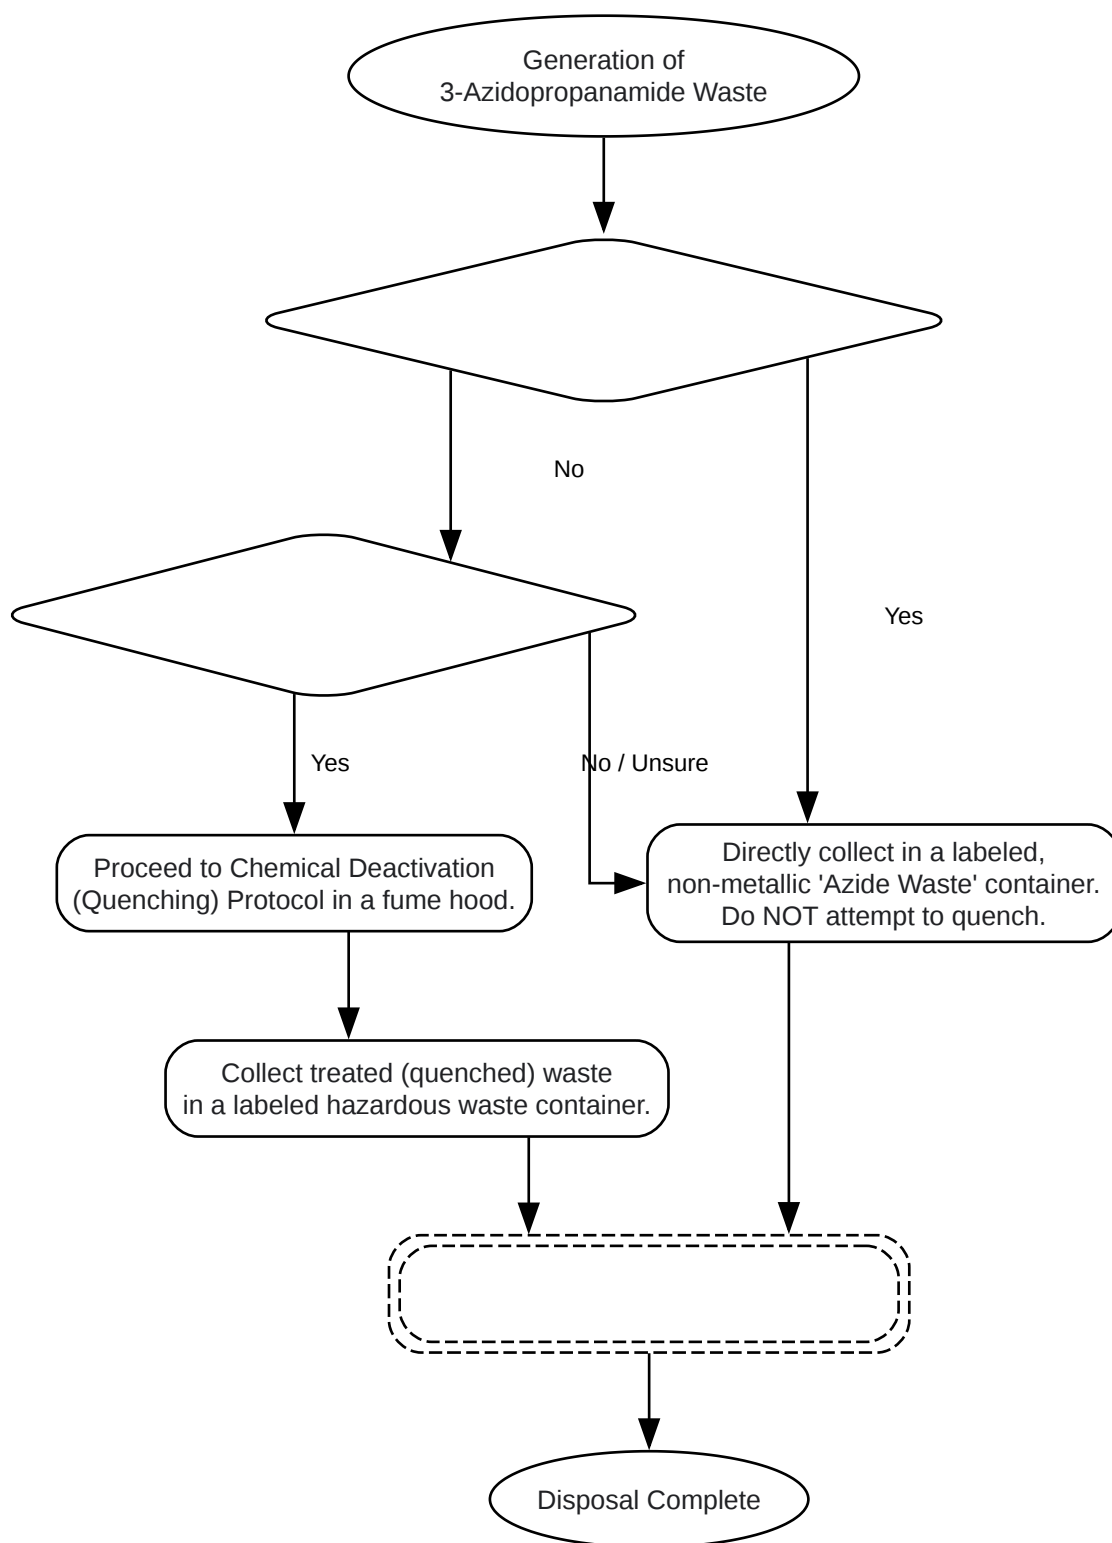 Generation of
3-Azidopropanamide Waste
No
Yes
Yes
No / Unsure
Proceed to Chemical Deactivation
(Quenching) Protocol in a fume hood.
Directly collect in a labeled,
non-metallic 'Azide Waste' container.
Do NOT attempt to quench.
Collect treated (quenched) waste
in a labeled hazardous waste container.
Disposal Complete